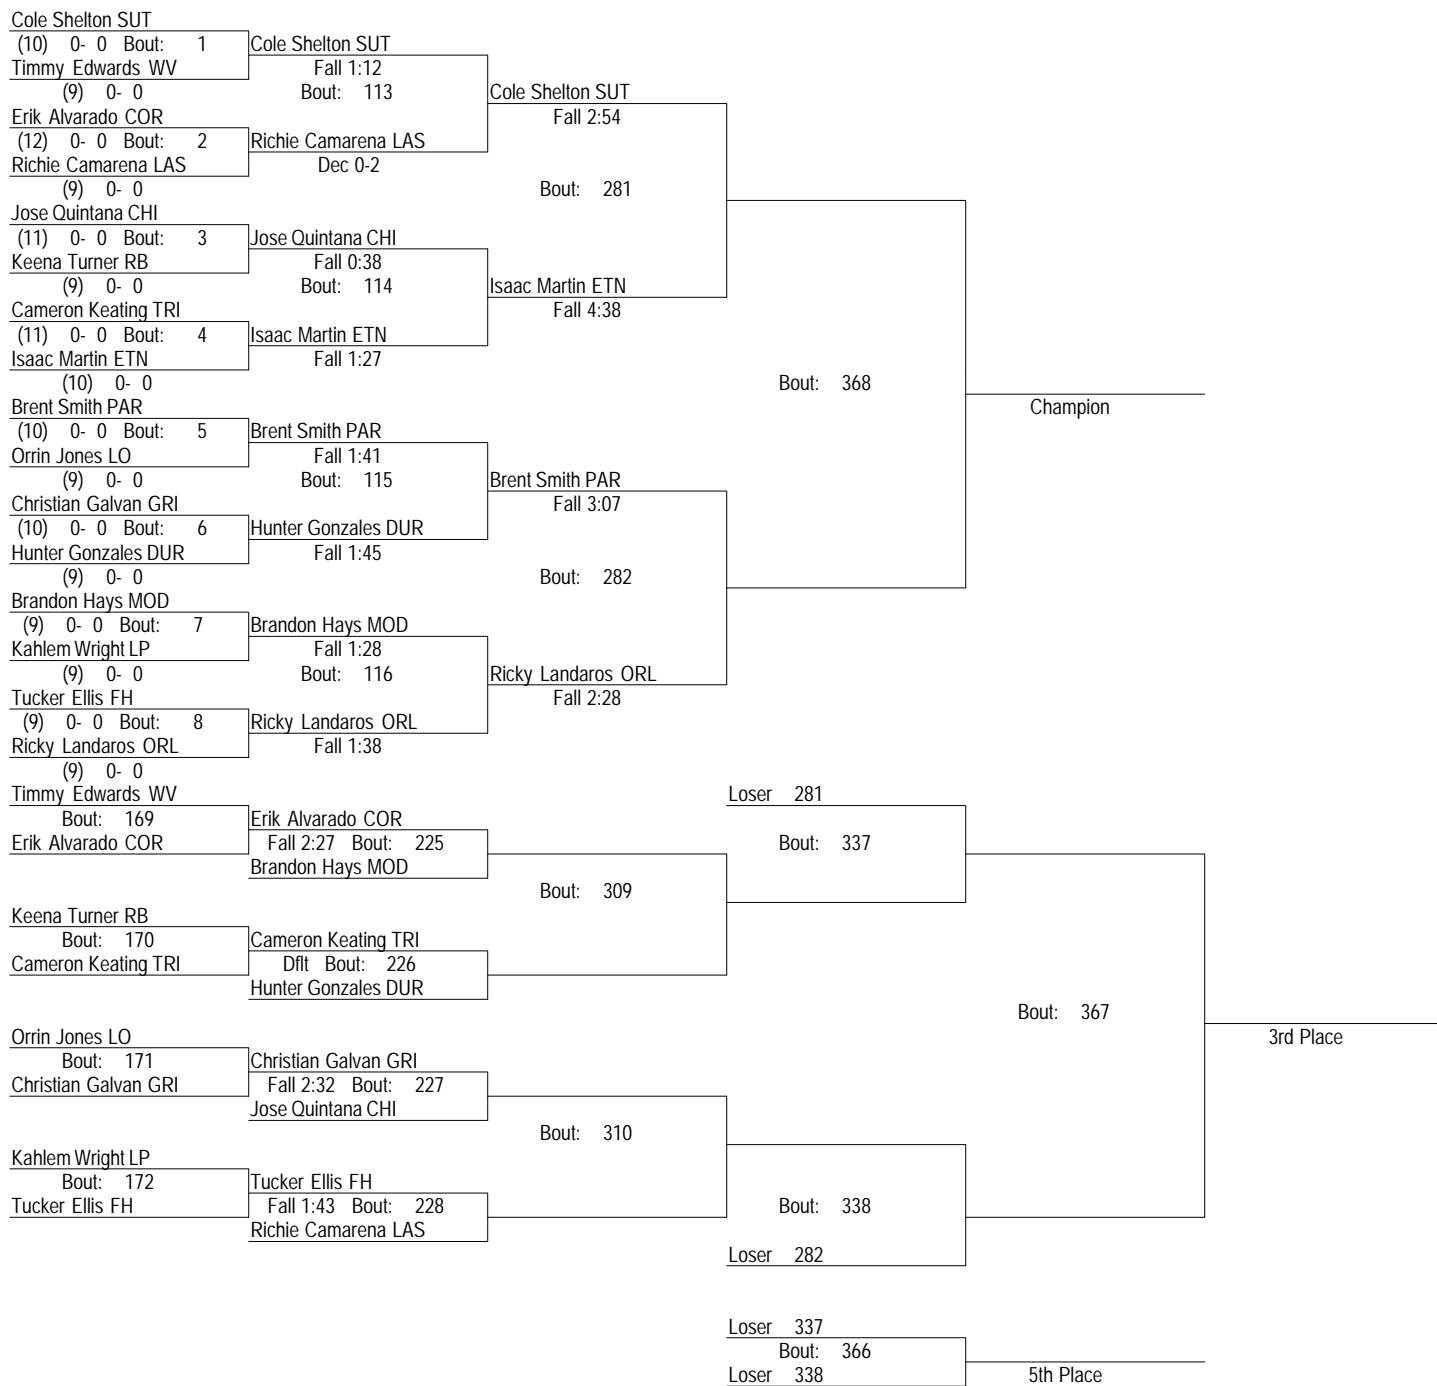 Cole Shelton SUT
(10) 0- 0 Bout: 1 Cole Shelton SUT
Timmy Edwards WV Fall 1:12
(9) 0- 0 Bout: 113 Cole Shelton SUT
Erik Alvarado COR Fall 2:54
(12) 0- 0 Bout: 2 Richie Camarena LAS
Richie Camarena LAS Dec 0-2
(9) 0- 0 Bout: 281
Jose Quintana CHI
(11) 0- 0 Bout: 3 Jose Quintana CHI
Keena Turner RB Fall 0:38
(9) 0- 0 Bout: 114 Isaac Martin ETN
Cameron Keating TRI Fall 4:38
(11) 0- 0 Bout: 4 Isaac Martin ETN
Isaac Martin ETN Fall 1:27
(10) 0- 0 Bout: 368
Brent Smith PAR Champion
(10) 0- 0 Bout: 5 Brent Smith PAR
Orrin Jones LO Fall 1:41
(9) 0- 0 Bout: 115 Brent Smith PAR
Christian Galvan GRI Fall 3:07
(10) 0- 0 Bout: 6 Hunter Gonzales DUR
Hunter Gonzales DUR Fall 1:45
(9) 0- 0 Bout: 282
Brandon Hays MOD
(9) 0- 0 Bout: 7 Brandon Hays MOD
Kahlem Wright LP Fall 1:28
(9) 0- 0 Bout: 116 Ricky Landaros ORL
Tucker Ellis FH Fall 2:28
(9) 0- 0 Bout: 8 Ricky Landaros ORL
Ricky Landaros ORL Fall 1:38
(9) 0- 0
Timmy Edwards WV Loser 281
Bout: 169 Erik Alvarado COR
Erik Alvarado COR Fall 2:27 Bout: 225 Bout: 337
Brandon Hays MOD
Bout: 309
Keena Turner RB
Bout: 170 Cameron Keating TRI
Cameron Keating TRI Dflt Bout: 226
Hunter Gonzales DUR
Bout: 367
Orrin Jones LO 3rd Place
Bout: 171 Christian Galvan GRI
Christian Galvan GRI Fall 2:32 Bout: 227
Jose Quintana CHI
Bout: 310
Kahlem Wright LP
Bout: 172 Tucker Ellis FH
Tucker Ellis FH Fall 1:43 Bout: 228 Bout: 338
Richie Camarena LAS
Loser 282
Loser 337
Bout: 366
Loser 338 5th Place